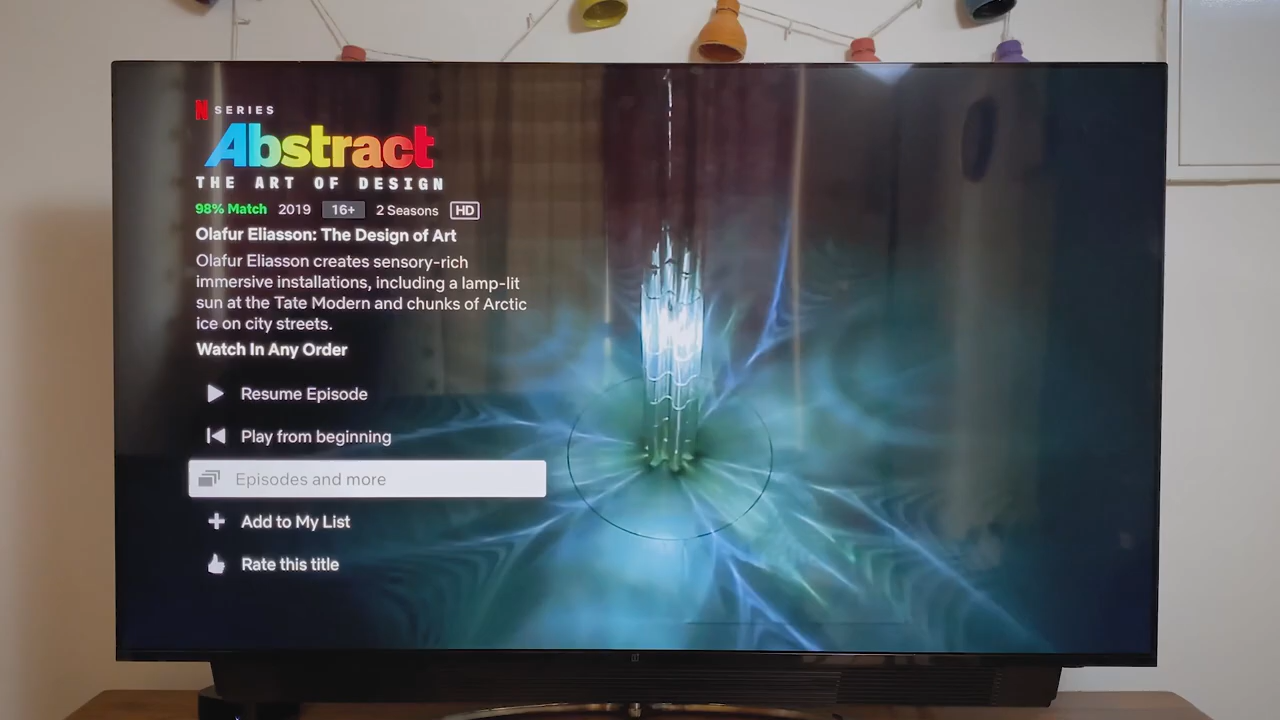 N SERIES
Abstract
THE ART OF DESIGN
98% Match 2019 16+ 2 Seasons HD
Olafur Eliasson: The Design of Art
Olafur Eliasson creates sensory-rich
immersive installations, including a lamp-lit
sun at the Tate Modern and chunks of Arctic
ice on city streets.
Watch In Any Order
Resume Episode
Play from beginning
Episodes and more
Add to My List
Rate this title